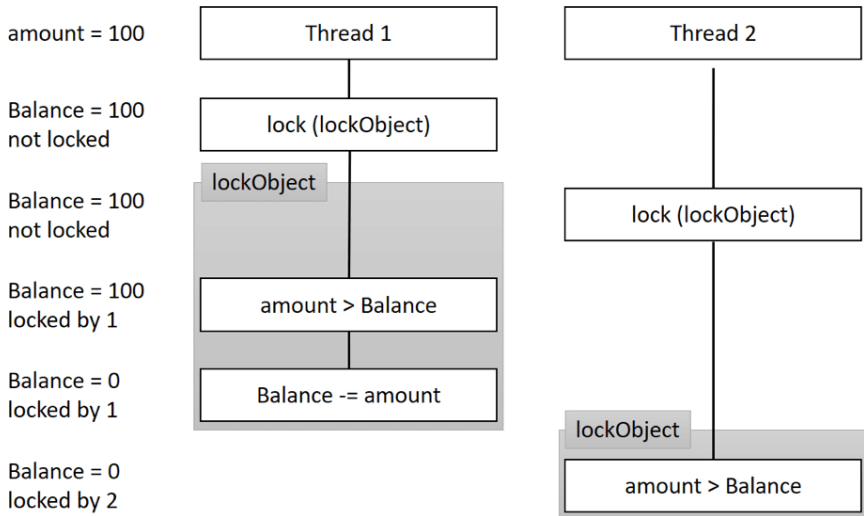 amount = 100
Thread 1
Thread 2
Balance = 100
not locked
lock (lockObject)
lockObject
Balance = 100
not locked
lock (lockObject)
Balance = 100
locked by 1
amount > Balance
Balance = 0
locked by 1
Balance -= amount
lockObject
Balance = 0
locked by 2
amount > Balance